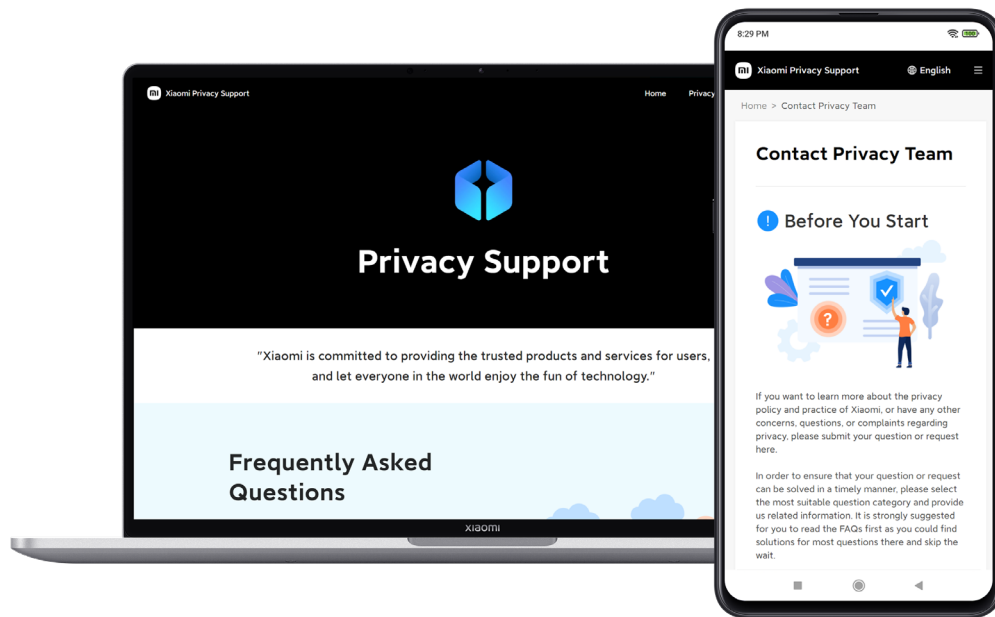 Xiaomi Privacy Support
Home
Privacy
Privacy Support
"Xiaomi is committed to providing the trusted products and services for users,
and let everyone in the world enjoy the fun of technology."
Frequently Asked
Questions
xiaomi
8:29 PM
100
Xiaomi Privacy Support
English
Home > Contact Privacy Team
Contact Privacy Team
Before You Start
If you want to learn more about the privacy
policy and practice of Xiaomi, or have any other
concerns, questions, or complaints regarding
privacy, please submit your question or request
here.
In order to ensure that your question or request
can be solved in a timely manner, please select
the most suitable question category and provide
us related information. It is strongly suggested
for you to read the FAQs first as you could find
solutions for most questions there and skip the
wait.